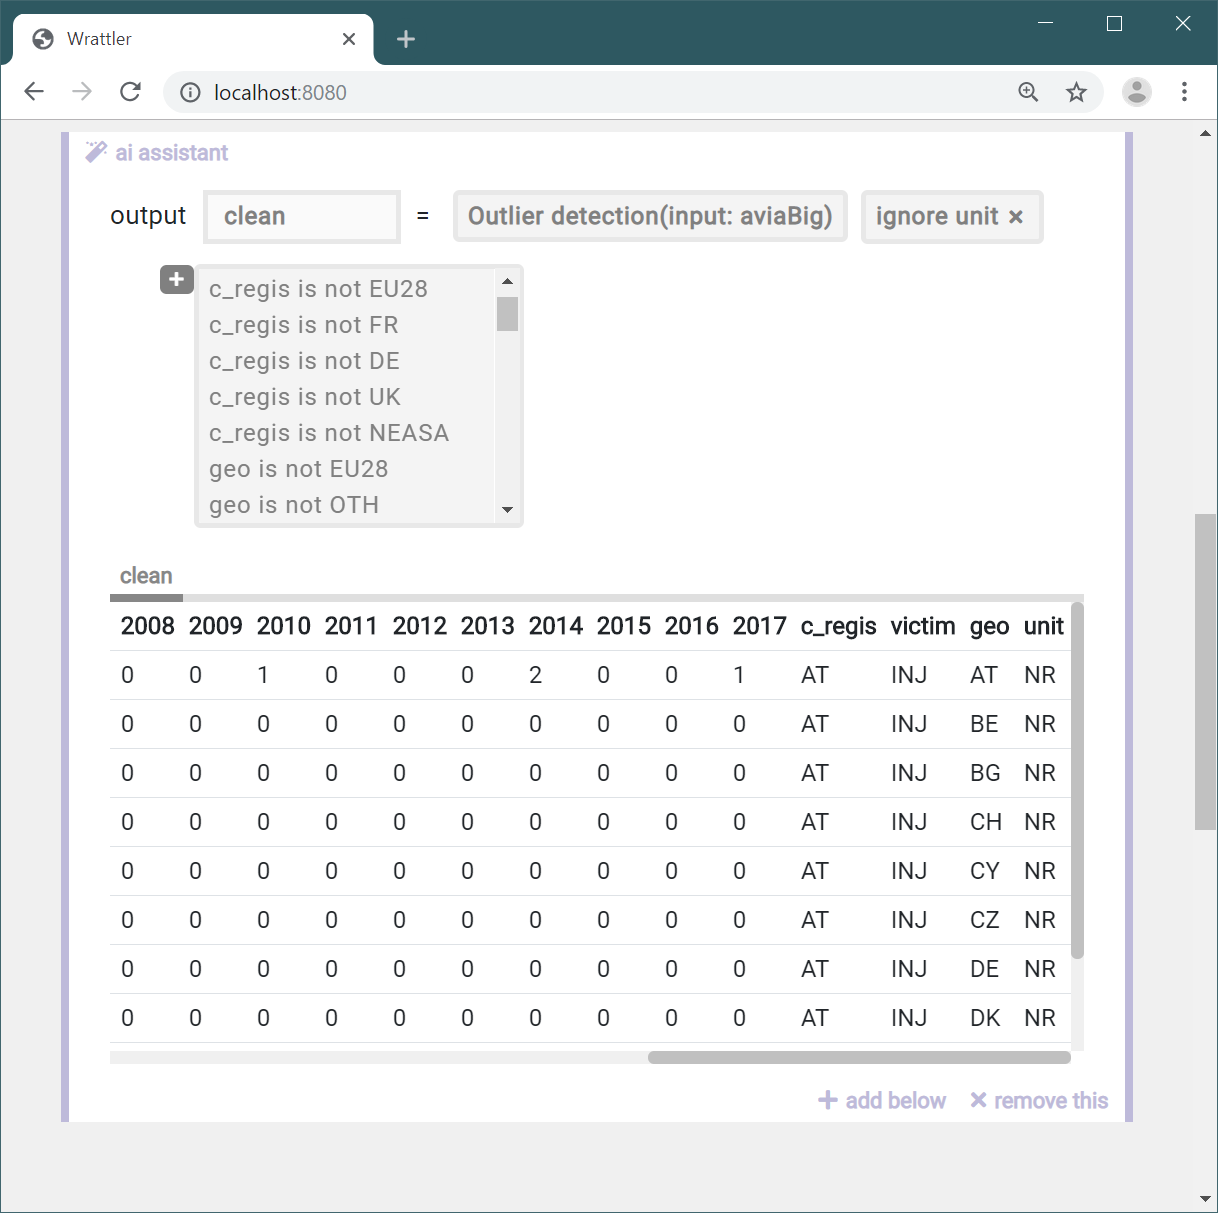 Wrattler
localhost:8080
ai assistant
output clean = Outlier detection(input: aviaBig) ignore unit ×
c_regis is not EU28
c_regis is not FR
c_regis is not DE
c_regis is not UK
c_regis is not NEASA
geo is not EU28
geo is not OTH
clean
2008 2009 2010 2011 2012 2013 2014 2015 2016 2017 c_regis victim geo unit
0 0 1 0 0 0 2 0 0 1 AT INJ AT NR
0 0 0 0 0 0 0 0 0 0 AT INJ BE NR
0 0 0 0 0 0 0 0 0 0 AT INJ BG NR
0 0 0 0 0 0 0 0 0 0 AT INJ CH NR
0 0 0 0 0 0 0 0 0 0 AT INJ CY NR
0 0 0 0 0 0 0 0 0 0 AT INJ CZ NR
0 0 0 0 0 0 0 0 0 0 AT INJ DE NR
0 0 0 0 0 0 0 0 0 0 AT INJ DK NR
add below remove this